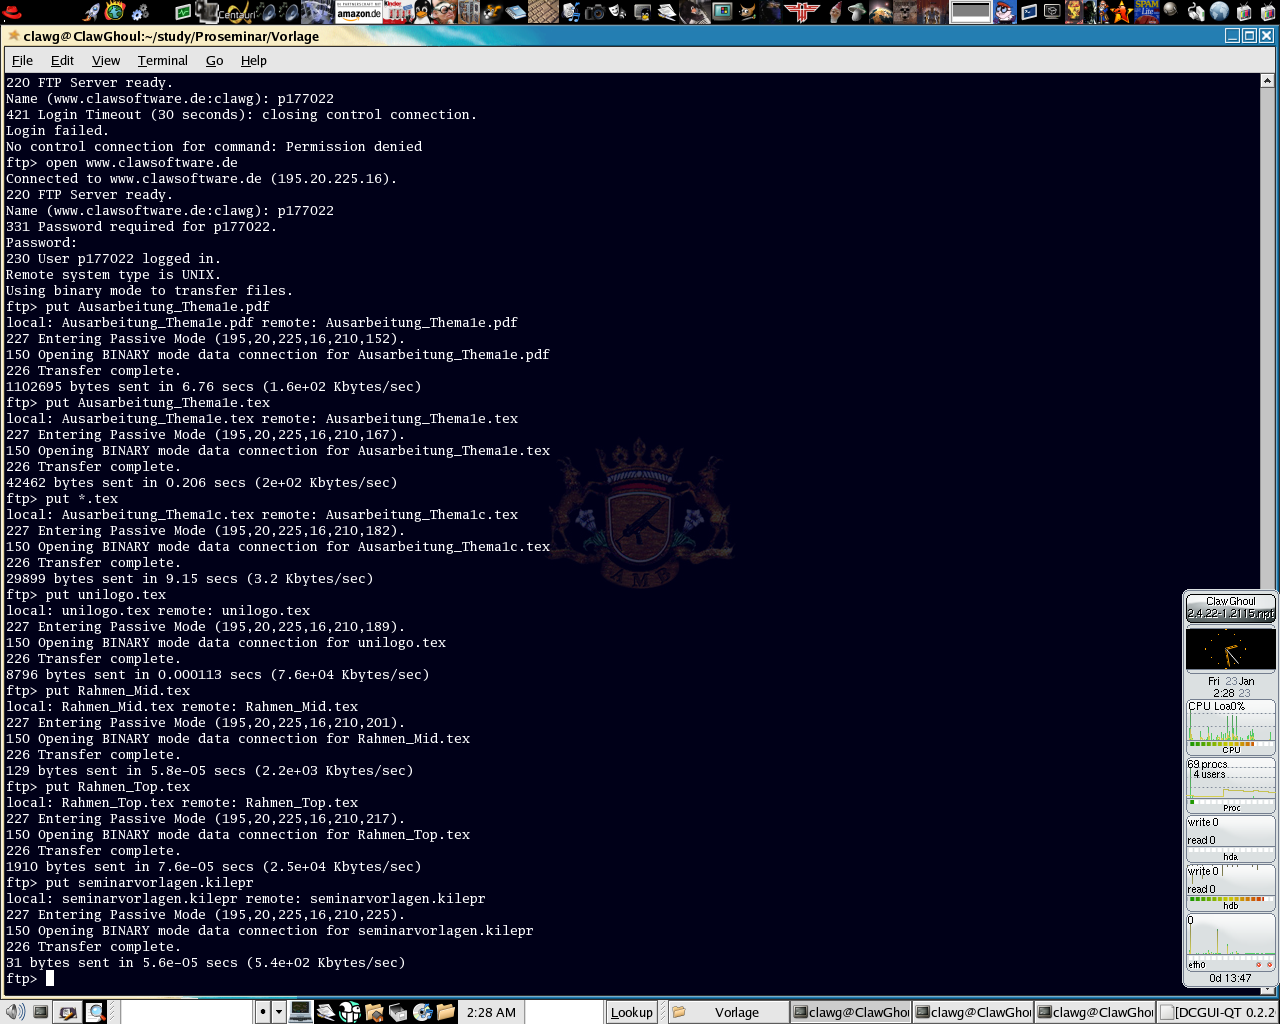 clawg@ClawGhoul:~/study/Proseminar/Vorlage
File Edit View Terminal Go Help
220 FTP Server ready.
Name (www.clawsoftware.de:clawg): p177022
421 Login Timeout (30 seconds): closing control connection.
Login failed.
No control connection for command: Permission denied
ftp> open www.clawsoftware.de
Connected to www.clawsoftware.de (195.20.225.16).
220 FTP Server ready.
Name (www.clawsoftware.de:clawg): p177022
331 Password required for p177022.
Password:
230 User p177022 logged in.
Remote system type is UNIX.
Using binary mode to transfer files.
ftp> put Ausarbeitung_Thema1e.pdf
local: Ausarbeitung_Thema1e.pdf remote: Ausarbeitung_Thema1e.pdf
227 Entering Passive Mode (195,20,225,16,210,152).
150 Opening BINARY mode data connection for Ausarbeitung_Thema1e.pdf
226 Transfer complete.
1102695 bytes sent in 6.76 secs (1.6e+02 Kbytes/sec)
ftp> put Ausarbeitung_Thema1e.tex
local: Ausarbeitung_Thema1e.tex remote: Ausarbeitung_Thema1e.tex
227 Entering Passive Mode (195,20,225,16,210,167).
150 Opening BINARY mode data connection for Ausarbeitung_Thema1e.tex
226 Transfer complete.
42462 bytes sent in 0.206 secs (2e+02 Kbytes/sec)
ftp> put *.tex
local: Ausarbeitung_Thema1c.tex remote: Ausarbeitung_Thema1c.tex
227 Entering Passive Mode (195,20,225,16,210,182).
150 Opening BINARY mode data connection for Ausarbeitung_Thema1c.tex
226 Transfer complete.
29899 bytes sent in 9.15 secs (3.2 Kbytes/sec)
ftp> put unilogo.tex
local: unilogo.tex remote: unilogo.tex
227 Entering Passive Mode (195,20,225,16,210,189).
150 Opening BINARY mode data connection for unilogo.tex
226 Transfer complete.
8796 bytes sent in 0.000113 secs (7.6e+04 Kbytes/sec)
ftp> put Rahmen_Mid.tex
local: Rahmen_Mid.tex remote: Rahmen_Mid.tex
227 Entering Passive Mode (195,20,225,16,210,201).
150 Opening BINARY mode data connection for Rahmen_Mid.tex
226 Transfer complete.
129 bytes sent in 5.8e-05 secs (2.2e+03 Kbytes/sec)
ftp> put Rahmen_Top.tex
local: Rahmen_Top.tex remote: Rahmen_Top.tex
227 Entering Passive Mode (195,20,225,16,210,217).
150 Opening BINARY mode data connection for Rahmen_Top.tex
226 Transfer complete.
1910 bytes sent in 7.6e-05 secs (2.5e+04 Kbytes/sec)
ftp> put seminarvorlagen.kilepr
local: seminarvorlagen.kilepr remote: seminarvorlagen.kilepr
227 Entering Passive Mode (195,20,225,16,210,225).
150 Opening BINARY mode data connection for seminarvorlagen.kilepr
226 Transfer complete.
31 bytes sent in 5.6e-05 secs (5.4e+02 Kbytes/sec)
ftp>
AMB
ClawGhoul
2.4.22-1.2115.npt
Fri 23 Jan
2:28 23
CPU Loa0%
CPU
69 procs
4 users
Proc
write 0
read 0
hda
write 0
read 0
hdb
0
eth0
0d 13:47
2:28 AM Lookup Vorlage clawg@ClawGhou clawg@ClawGhou clawg@ClawGhou [DCGUI-QT 0.2.2
amazon.de
Centauri
SPAM